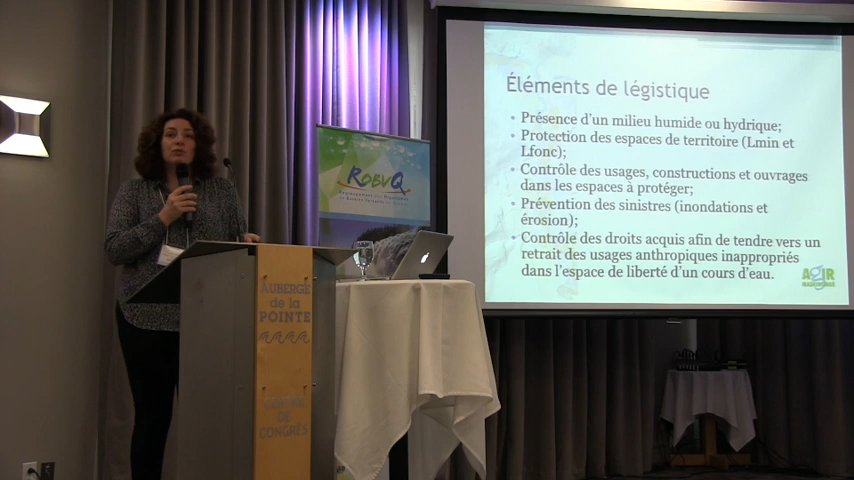 Éléments de légistique
• Présence d'un milieu humide ou hydrique;
• Protection des espaces de territoire (Lmin et
Lfonc);
• Contrôle des usages, constructions et ouvrages
dans les espaces à protéger;
• Prévention des sinistres (inondations et
érosion);
• Contrôle des droits acquis afin de tendre vers un
retrait des usages anthropiques inappropriés
dans l'espace de liberté d'un cours d'eau.
AGIR
MASKINONGÉ
ROBVQ
AUBERGE
de la
POINTE
CENTRE
DE
CONGRÈS